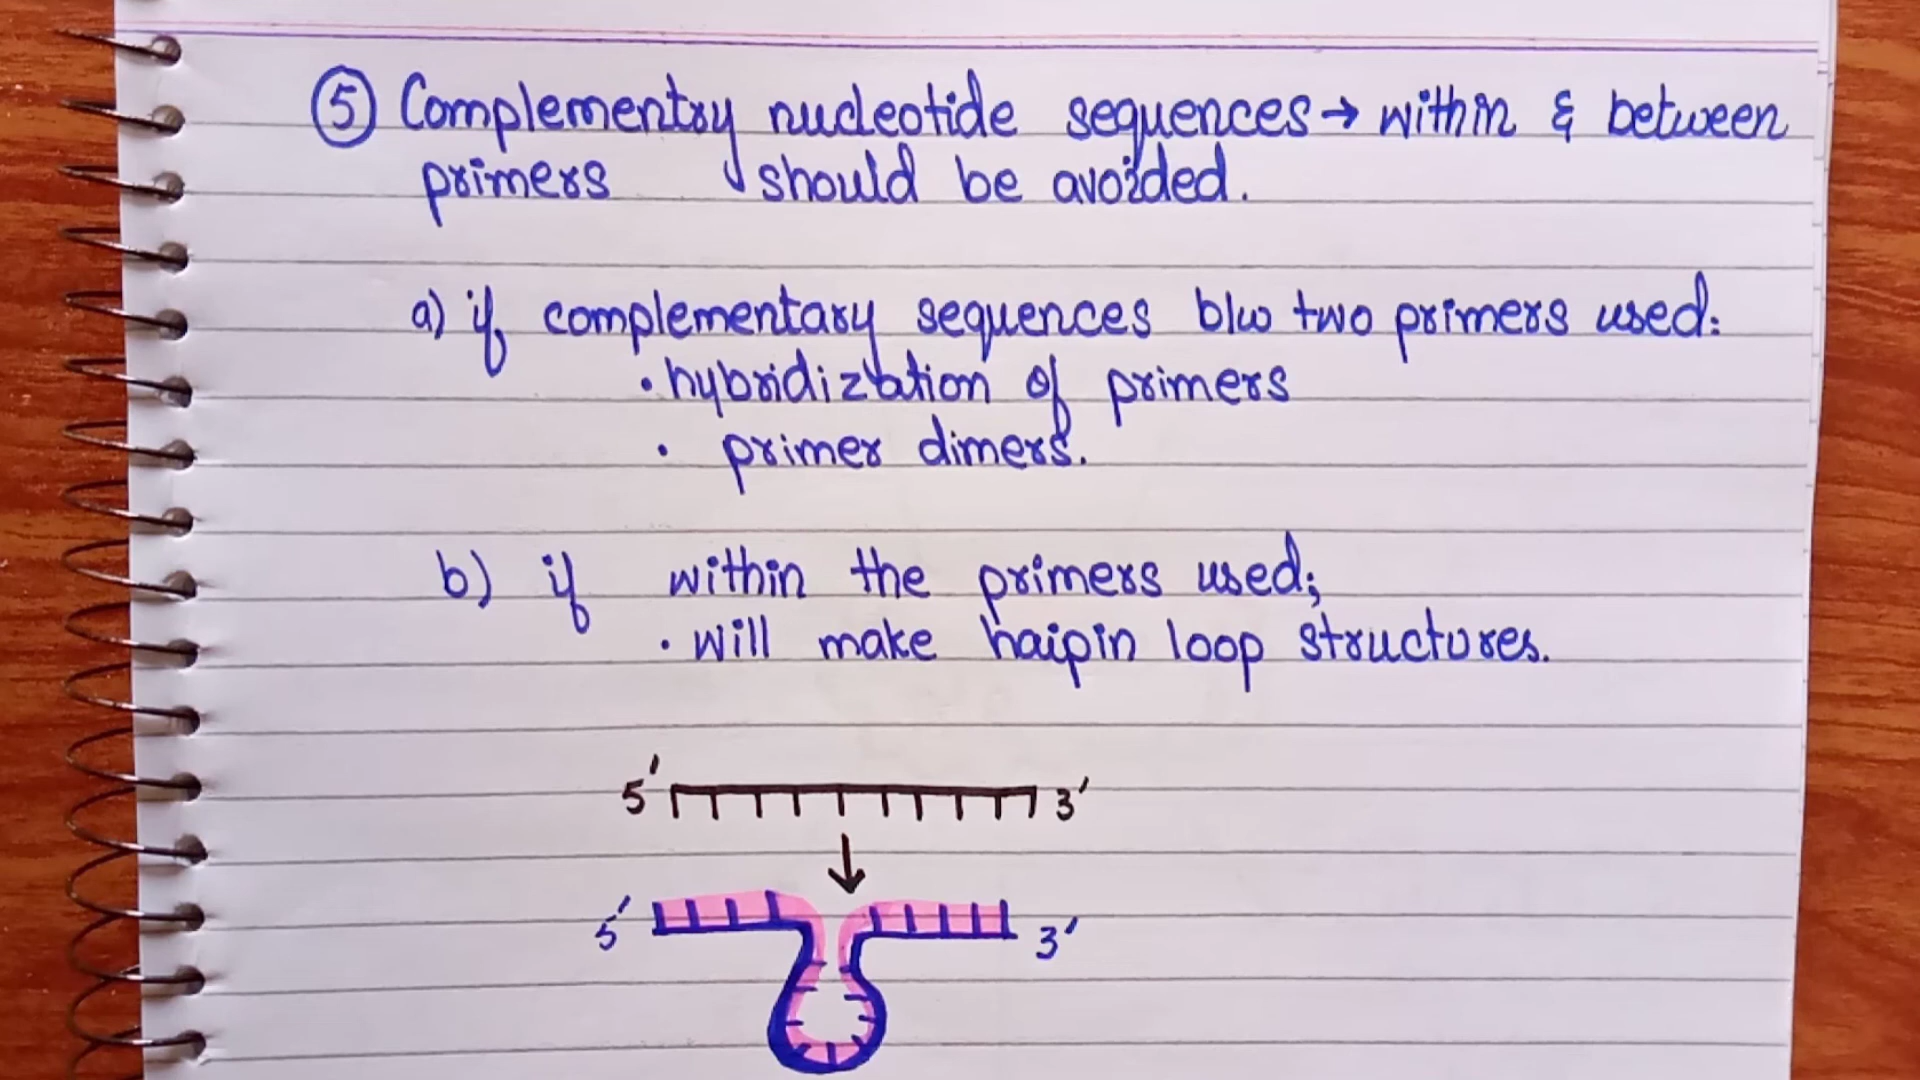 ⑤ Complementry nucleotide sequences → within & between
primers should be avoided.
a) if complementary sequences b/w two primers used:
• hybridization of primers
• primer dimers.
b) if within the primers used;
• will make haipin loop structures.
5' 3'
5' 3'